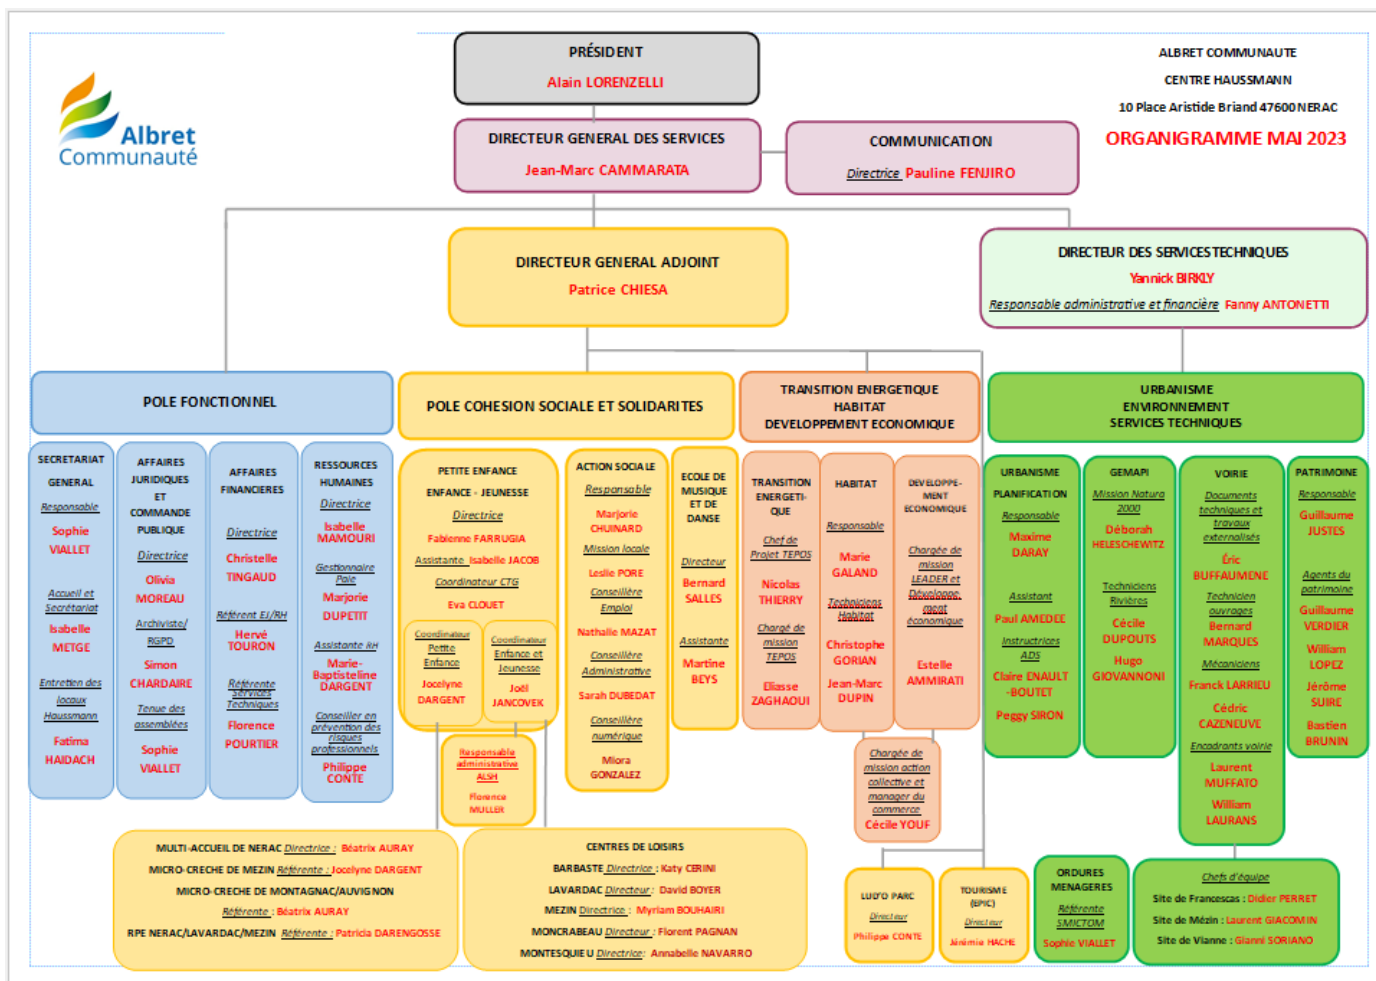 Albret
Communauté
PRÉSIDENT
Alain LORENZELLI
ALBRET COMMUNAUTE
CENTRE HAUSSMANN
10 Place Aristide Briand 47600 NERAC
ORGANIGRAMME MAI 2023
DIRECTEUR GENERAL DES SERVICES
Jean-Marc CAMMARATA
COMMUNICATION
Directrice Pauline FENJIRO
DIRECTEUR GENERAL ADJOINT
Patrice CHIESA
DIRECTEUR DES SERVICES TECHNIQUES
Yannick BIRKLY
Responsable administrative et financière Fanny ANTONETTI
POLE FONCTIONNEL
POLE COHESION SOCIALE ET SOLIDARITES
TRANSITION ENERGETIQUE
HABITAT
DEVELOPPEMENT ECONOMIQUE
URBANISME
ENVIRONNEMENT
SERVICES TECHNIQUES
SECRETARIAT
GENERAL
Responsable
Sophie
VIALLET
Accueil et
Secrétariat
Isabelle
METGE
Entretien des
locaux
Haussmann
Fatima
HAIDACH
AFFAIRES
JURIDIQUES
ET
COMMANDE
PUBLIQUE
Directrice
Olivia
MOREAU
Archiviste/
RGPD
Simon
CHARDAIRE
Tenue des
assemblées
Sophie
VIALLET
AFFAIRES
FINANCIERES
Directrice
Christelle
TINGAUD
Référent EJ/RH
Hervé
TOURON
Référente
Services
Techniques
Florence
POURTIER
RESSOURCES
HUMAINES
Directrice
Isabelle
MAMOURI
Gestionnaire
Paie
Marjorie
DUPETIT
Assistante RH
Marie-
Baptisteline
DARGENT
Conseiller en
prévention des
risques
professionnels
Philippe
CONTE
PETITE ENFANCE
ENFANCE - JEUNESSE
Directrice
Fabienne FARRUGIA
Assistante Isabelle JACOB
Coordinateur CTG
Eva CLOUET
Coordinateur
Petite
Enfance
Jocelyne
DARGENT
Coordinateur
Enfance et
Jeunesse
Joël
JANCOVEK
Responsable
administrative
ALSH
Florence
MULLER
ACTION SOCIALE
Responsable
Marjorie
CHUINARD
Mission locale
Leslie PORE
Conseillère
Emploi
Nathalie MAZAT
Conseillère
Administrative
Sarah DUBEDAT
Conseillère
numérique
Miora
GONZALEZ
ECOLE DE
MUSIQUE
ET DE
DANSE
Directeur
Bernard
SALLES
Assistante
Martine
BEYS
TRANSITION
ENERGETI-
QUE
Chef de
Projet TEPOS
Nicolas
THIERRY
Chargé de
mission
TEPOS
Eliasse
ZAGHAOUI
HABITAT
Responsable
Marie
GALAND
Techniciens
Habitat
Christophe
GORIAN
Jean-Marc
DUPIN
DEVELOPPE-
MENT
ECONOMIQUE
Chargée de
mission
LEADER et
Développe-
ment
économique
Estelle
AMMIRATI
Chargée de
mission action
collective et
manager du
commerce
Cécile YOUF
URBANISME
PLANIFICATION
Responsable
Maxime
DARAY
Assistant
Paul AMEDEE
Instructrices
ADS
Claire ENAULT
-BOUTET
Peggy SIRON
GEMAPI
Mission Natura
2000
Déborah
HELESCHEWITZ
Techniciens
Rivières
Cécile
DUPOUTS
Hugo
GIOVANNONI
VOIRIE
Documents
techniques et
travaux
externalisés
Éric
BUFFAUMENE
Technicien
ouvrages
Bernard
MARQUES
Mécaniciens
Franck LARRIEU
Cédric
CAZENEUVE
Encadrants voirie
Laurent
MUFFATO
William
LAURANS
PATRIMOINE
Responsable
Guillaume
JUSTES
Agents du
patrimoine
Guillaume
VERDIER
William
LOPEZ
Jérôme
SUIRE
Bastien
BRUNIN
MULTI-ACCUEIL DE NERAC Directrice : Béatrix AURAY
MICRO-CRECHE DE MEZIN Référente : Jocelyne DARGENT
MICRO-CRECHE DE MONTAGNAC/AUVIGNON
Référente : Béatrix AURAY
RPE NERAC/LAVARDAC/MEZIN Référente : Patricia DARENGOSSE
CENTRES DE LOISIRS
BARBASTE Directrice : Katy CERINI
LAVARDAC Directeur : David BOYER
MEZIN Directrice : Myriam BOUHAIRI
MONCRABEAU Directeur : Florent PAGNAN
MONTESQUIEU Directrice: Annabelle NAVARRO
LUD'O PARC
Directeur
Philippe CONTE
TOURISME
(EPIC)
Directeur
Jérémie HACHE
ORDURES
MENAGERES
Référente
SMICTOM
Sophie VIALLET
Chefs d'équipe
Site de Francescas : Didier PERRET
Site de Mézin : Laurent GIACOMIN
Site de Vianne : Gianni SORIANO